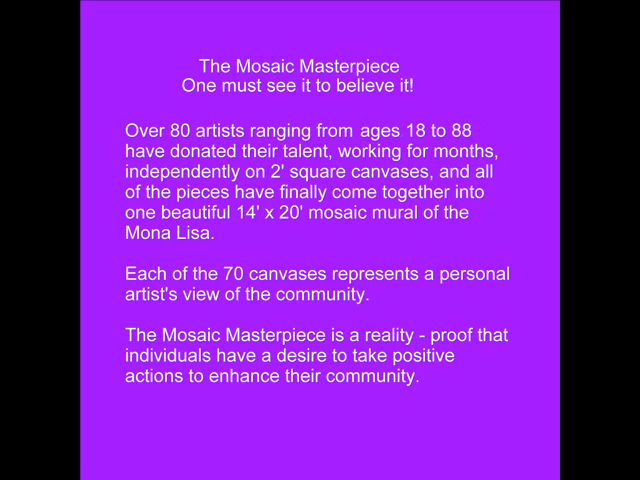 The Mosaic Masterpiece
One must see it to believe it!
Over 80 artists ranging from ages 18 to 88
have donated their talent, working for months,
independently on 2' square canvases, and all
of the pieces have finally come together into
one beautiful 14' x 20' mosaic mural of the
Mona Lisa.
Each of the 70 canvases represents a personal
artist's view of the community.
The Mosaic Masterpiece is a reality - proof that
individuals have a desire to take positive
actions to enhance their community.